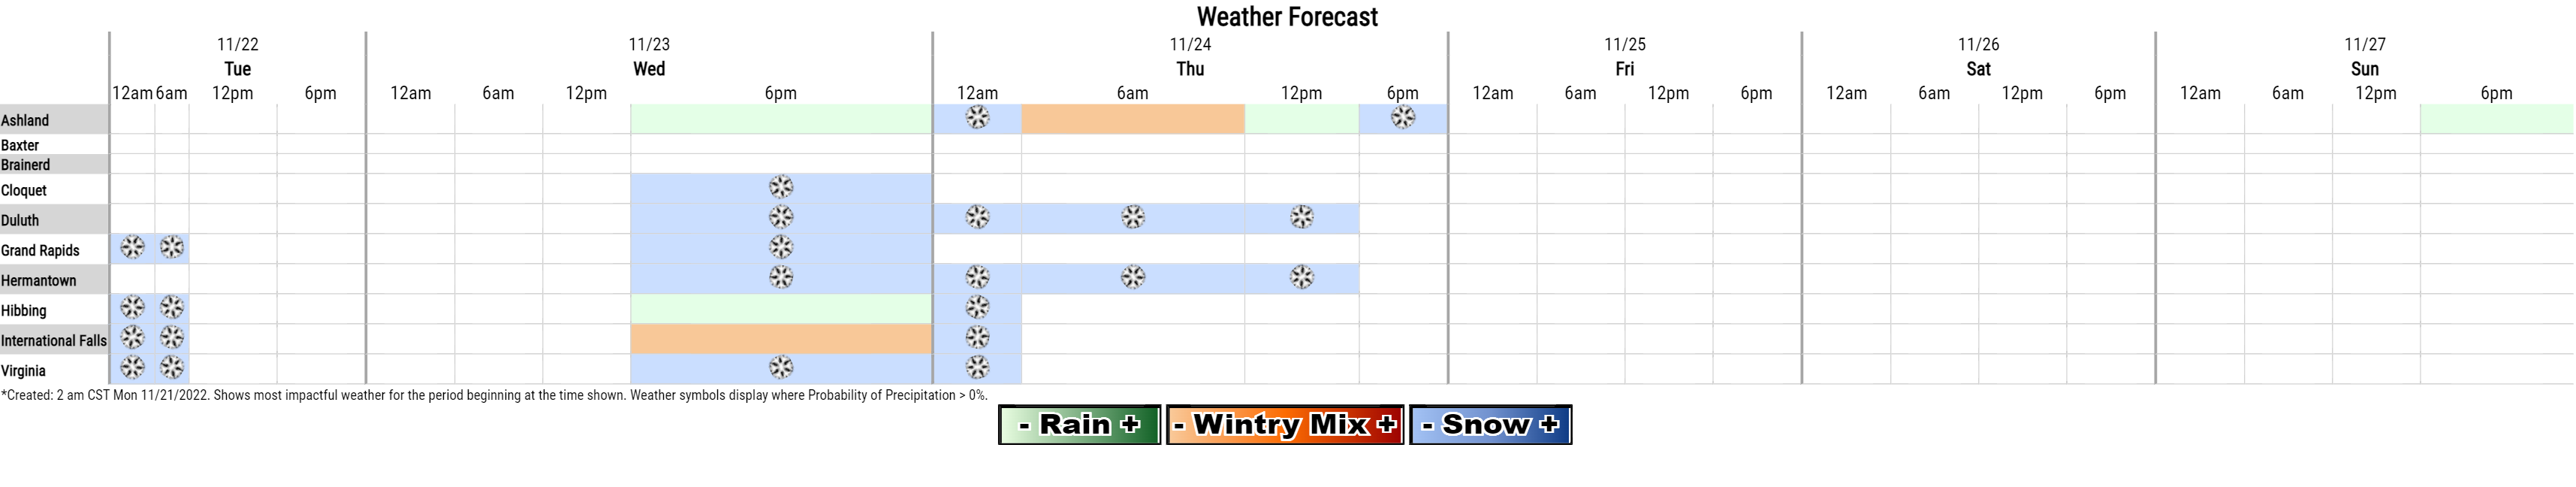 Weather Forecast
11/22 11/23 11/24 11/25 11/26 11/27
Tue Wed Thu Fri Sat Sun
12am 6am 12pm 6pm 12am 6am 12pm 6pm 12am 6am 12pm 6pm 12am 6am 12pm 6pm 12am 6am 12pm 6pm 12am 6am 12pm 6pm
Ashland
Baxter
Brainerd
Cloquet
Duluth
Grand Rapids
Hermantown
Hibbing
International Falls
Virginia
*Created: 2 am CST Mon 11/21/2022. Shows most impactful weather for the period beginning at the time shown. Weather symbols display where Probability of Precipitation > 0%.
- Rain + - Wintry Mix + - Snow +